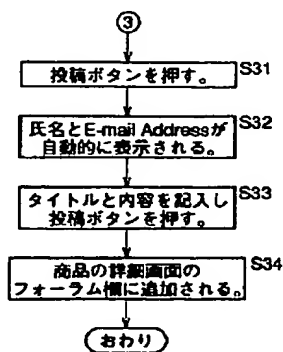 ③
投稿ボタンを押す。 S31
氏名とE-mail Addressが S32
自動的に表示される。
タイトルと内容を記入し S33
投稿ボタンを押す。
商品の詳細画面の S34
フォーラム欄に追加される。
おわり